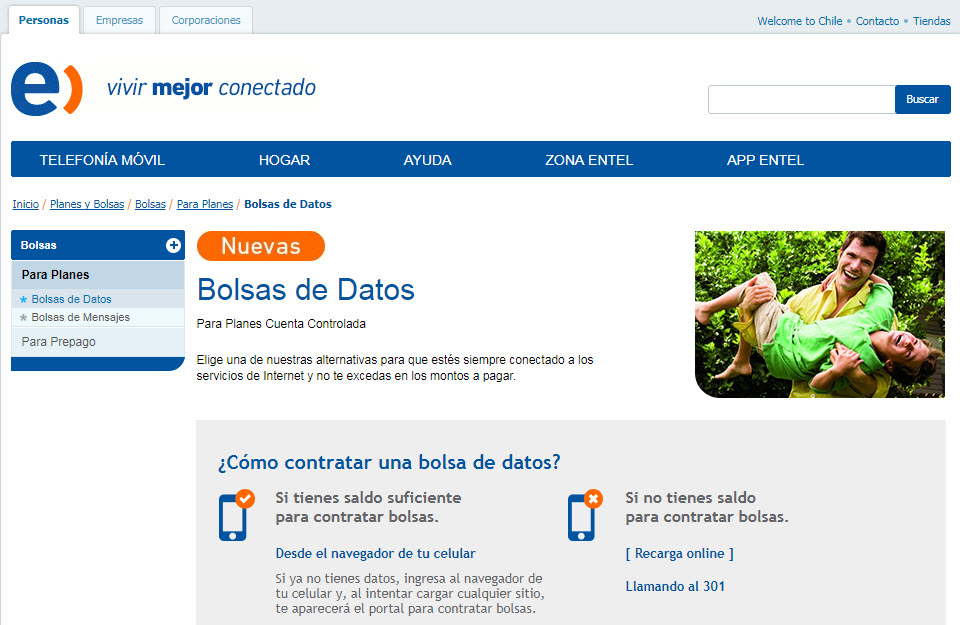 Personas
Empresas
Corporaciones
Welcome to Chile • Contacto • Tiendas
e)
vivir mejor conectado
Buscar
TELEFONÍA MÓVIL
HOGAR
AYUDA
ZONA ENTEL
APP ENTEL
Inicio / Planes y Bolsas / Bolsas / Para Planes / Bolsas de Datos
Bolsas
Para Planes
Bolsas de Datos
Bolsas de Mensajes
Para Prepago
Nuevas
Bolsas de Datos
Para Planes Cuenta Controlada
Elige una de nuestras alternativas para que estés siempre conectado a los
servicios de Internet y no te excedas en los montos a pagar.
¿Cómo contratar una bolsa de datos?
Si tienes saldo suficiente
para contratar bolsas.
Desde el navegador de tu celular
Si ya no tienes datos, ingresa al navegador de
tu celular y, al intentar cargar cualquier sitio,
te aparecerá el portal para contratar bolsas.
Si no tienes saldo
para contratar bolsas.
[ Recarga online ]
Llamando al 301